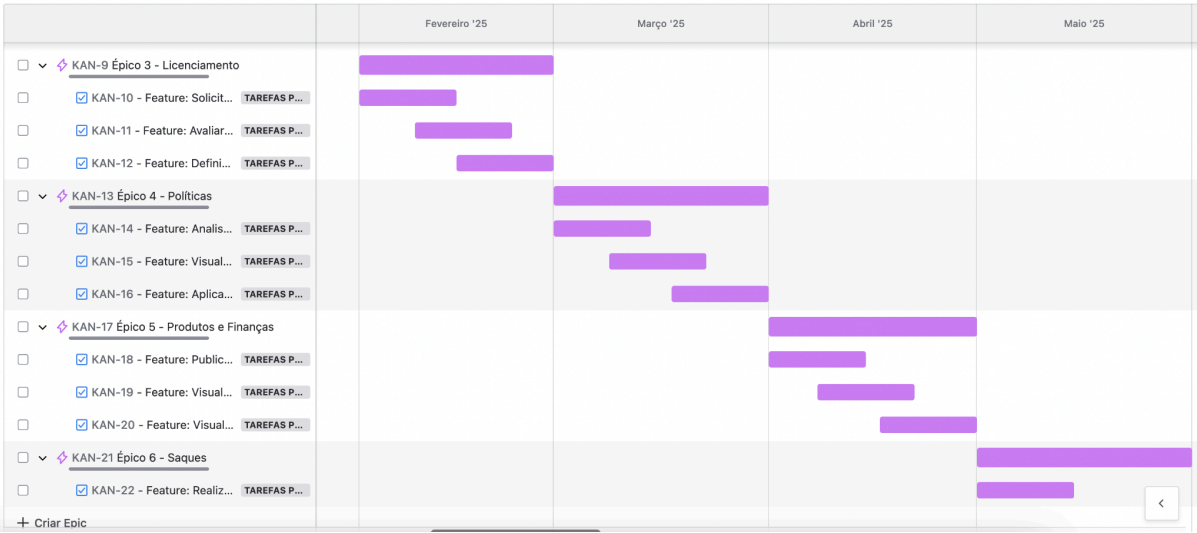 Fevereiro '25 Março '25 Abril '25 Maio '25
KAN-9 Épico 3 - Licenciamento
KAN-10 - Feature: Solicit... TAREFAS P...
KAN-11 - Feature: Avaliar... TAREFAS P...
KAN-12 - Feature: Defini... TAREFAS P...
KAN-13 Épico 4 - Políticas
KAN-14 - Feature: Analis... TAREFAS P...
KAN-15 - Feature: Visual... TAREFAS P...
KAN-16 - Feature: Aplica... TAREFAS P...
KAN-17 Épico 5 - Produtos e Finanças
KAN-18 - Feature: Public... TAREFAS P...
KAN-19 - Feature: Visual... TAREFAS P...
KAN-20 - Feature: Visual... TAREFAS P...
KAN-21 Épico 6 - Saques
KAN-22 - Feature: Realiz... TAREFAS P...
+ Criar Epic